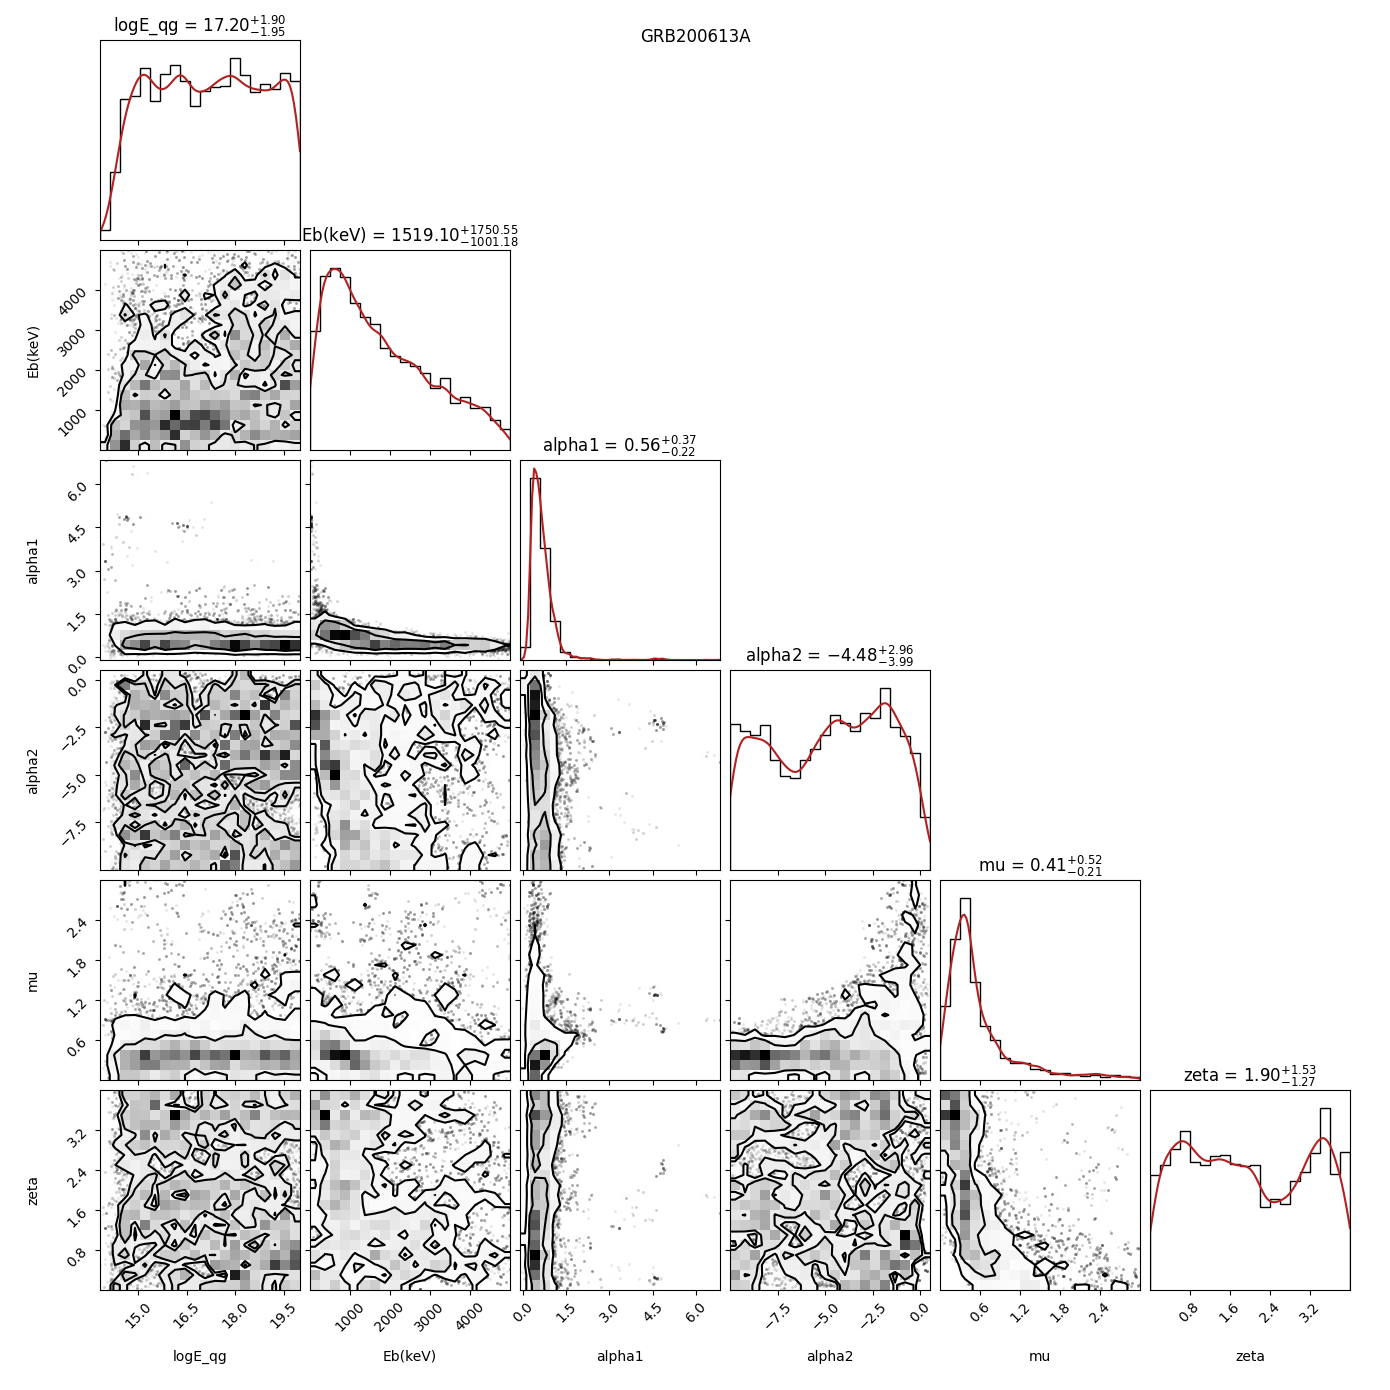 GRB200613A
logE_qg = 17.20+1.90−1.95
Eb(keV) = 1519.10+1750.55−1001.18
alpha1 = 0.56+0.37−0.22
alpha2 = −4.48+2.96−3.99
mu = 0.41+0.52−0.21
zeta = 1.90+1.53−1.27
4000
3000
2000
1000
Eb(keV)
6.0
4.5
3.0
1.5
0.0
alpha1
0.0
−2.5
−5.0
−7.5
alpha2
2.4
1.8
1.2
0.6
mu
3.2
2.4
1.6
0.8
zeta
15.0 16.5 18.0 19.5
1000 2000 3000 4000
0.0 1.5 3.0 4.5 6.0
−7.5 −5.0 −2.5 0.0
0.6 1.2 1.8 2.4
0.8 1.6 2.4 3.2
logE_qg
Eb(keV)
alpha1
alpha2
mu
zeta